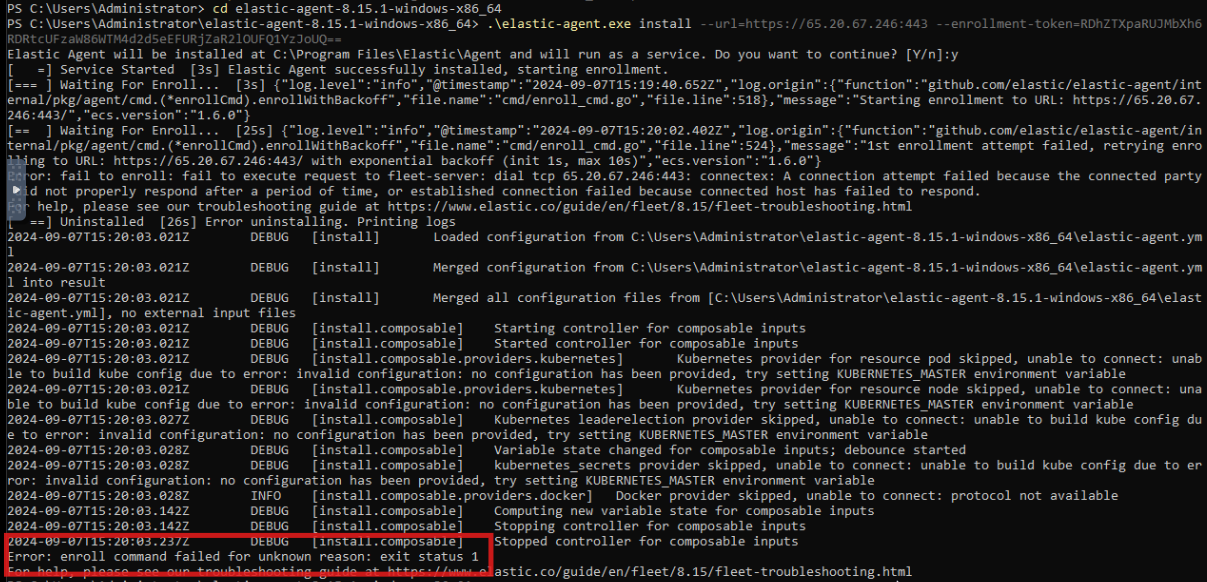 PS C:\Users\Administrator> cd elastic-agent-8.15.1-windows-x86_64
PS C:\Users\Administrator\elastic-agent-8.15.1-windows-x86_64> .\elastic-agent.exe install --url=https://65.20.67.246:443 --enrollment-token=RDhZTXpaRUJMbXh6
RDRtcUFzaW86WTM4d2d5eEFURjZaR2lOUFQ1YzJoUQ==
Elastic Agent will be installed at C:\Program Files\Elastic\Agent and will run as a service. Do you want to continue? [Y/n]:y
[   =] Service Started  [3s] Elastic Agent successfully installed, starting enrollment.
[=== ] Waiting For Enroll...  [3s] {"log.level":"info","@timestamp":"2024-09-07T15:19:40.652Z","log.origin":{"function":"github.com/elastic/elastic-agent/int
ernal/pkg/agent/cmd.(*enrollCmd).enrollWithBackoff","file.name":"cmd/enroll_cmd.go","file.line":518},"message":"Starting enrollment to URL: https://65.20.67.
246:443/","ecs.version":"1.6.0"}
[==  ] Waiting For Enroll...  [25s] {"log.level":"info","@timestamp":"2024-09-07T15:20:02.402Z","log.origin":{"function":"github.com/elastic/elastic-agent/in
ternal/pkg/agent/cmd.(*enrollCmd).enrollWithBackoff","file.name":"cmd/enroll_cmd.go","file.line":524},"message":"1st enrollment attempt failed, retrying enro
lling to URL: https://65.20.67.246:443/ with exponential backoff (init 1s, max 10s)","ecs.version":"1.6.0"}
Error: fail to enroll: fail to execute request to fleet-server: dial tcp 65.20.67.246:443: connectex: A connection attempt failed because the connected party
did not properly respond after a period of time, or established connection failed because connected host has failed to respond.
For help, please see our troubleshooting guide at https://www.elastic.co/guide/en/fleet/8.15/fleet-troubleshooting.html
[  ==] Uninstalled  [26s] Error uninstalling. Printing logs
2024-09-07T15:20:03.021Z        DEBUG   [install]       Loaded configuration from C:\Users\Administrator\elastic-agent-8.15.1-windows-x86_64\elastic-agent.ym
l
2024-09-07T15:20:03.021Z        DEBUG   [install]       Merged configuration from C:\Users\Administrator\elastic-agent-8.15.1-windows-x86_64\elastic-agent.ym
l into result
2024-09-07T15:20:03.021Z        DEBUG   [install]       Merged all configuration files from [C:\Users\Administrator\elastic-agent-8.15.1-windows-x86_64\elast
ic-agent.yml], no external input files
2024-09-07T15:20:03.021Z        DEBUG   [install.composable]    Starting controller for composable inputs
2024-09-07T15:20:03.021Z        DEBUG   [install.composable]    Started controller for composable inputs
2024-09-07T15:20:03.021Z        DEBUG   [install.composable.providers.kubernetes]       Kubernetes provider for resource pod skipped, unable to connect: unab
le to build kube config due to error: invalid configuration: no configuration has been provided, try setting KUBERNETES_MASTER environment variable
2024-09-07T15:20:03.021Z        DEBUG   [install.composable.providers.kubernetes]       Kubernetes provider for resource node skipped, unable to connect: una
ble to build kube config due to error: invalid configuration: no configuration has been provided, try setting KUBERNETES_MASTER environment variable
2024-09-07T15:20:03.027Z        DEBUG   [install.composable]    Kubernetes leaderelection provider skipped, unable to connect: unable to build kube config du
e to error: invalid configuration: no configuration has been provided, try setting KUBERNETES_MASTER environment variable
2024-09-07T15:20:03.028Z        DEBUG   [install.composable]    Variable state changed for composable inputs; debounce started
2024-09-07T15:20:03.028Z        DEBUG   [install.composable]    kubernetes_secrets provider skipped, unable to connect: unable to build kube config due to er
ror: invalid configuration: no configuration has been provided, try setting KUBERNETES_MASTER environment variable
2024-09-07T15:20:03.028Z        INFO    [install.composable.providers.docker]   Docker provider skipped, unable to connect: protocol not available
2024-09-07T15:20:03.142Z        DEBUG   [install.composable]    Computing new variable state for composable inputs
2024-09-07T15:20:03.142Z        DEBUG   [install.composable]    Stopping controller for composable inputs
2024-09-07T15:20:03.237Z        DEBUG   [install.composable]    Stopped controller for composable inputs
Error: enroll command failed for unknown reason: exit status 1
For help, please see our troubleshooting guide at https://www.elastic.co/guide/en/fleet/8.15/fleet-troubleshooting.html